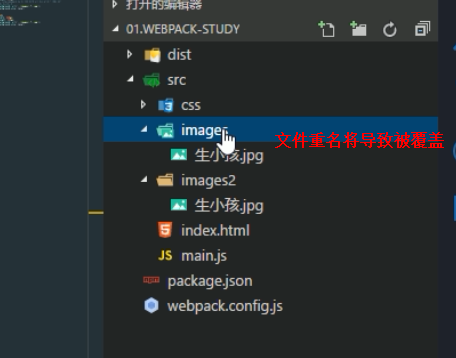 打开的编辑器
01.WEBPACK-STUDY
dist
src
css
images
文件重名将导致被覆盖
生小孩.jpg
images2
生小孩.jpg
index.html
JS main.js
package.json
webpack.config.js